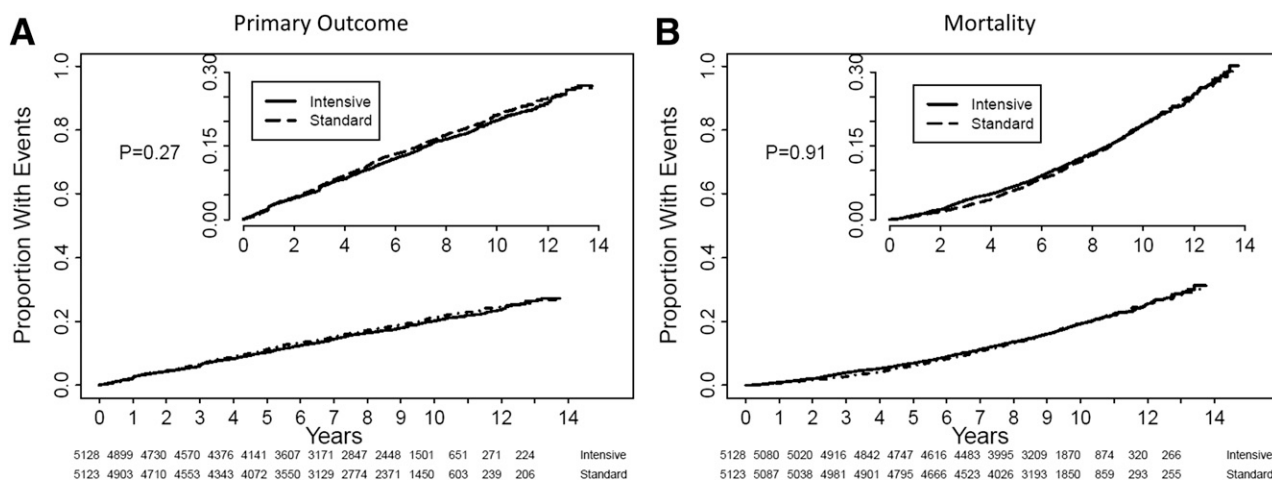 A Primary Outcome
Proportion With Events
1.0
0.8
0.6
0.4
0.2
0.0
P=0.27
0.30
0.15
0.00
Intensive
Standard
0 2 4 6 8 10 12 14
0 1 2 3 4 5 6 7 8 9 10 12 14
Years
5128 4899 4730 4570 4376 4141 3607 3171 2847 2448 1501 651 271 224 Intensive
5123 4903 4710 4553 4343 4072 3550 3129 2774 2371 1450 603 239 206 Standard
B Mortality
Proportion With Events
1.0
0.8
0.6
0.4
0.2
0.0
P=0.91
0.30
0.15
0.00
Intensive
Standard
0 2 4 6 8 10 12 14
0 1 2 3 4 5 6 7 8 9 10 12 14
Years
5128 5080 5020 4916 4842 4747 4616 4483 3995 3209 1870 874 320 266 Intensive
5123 5087 5038 4981 4901 4795 4666 4523 4026 3193 1850 859 293 255 Standard